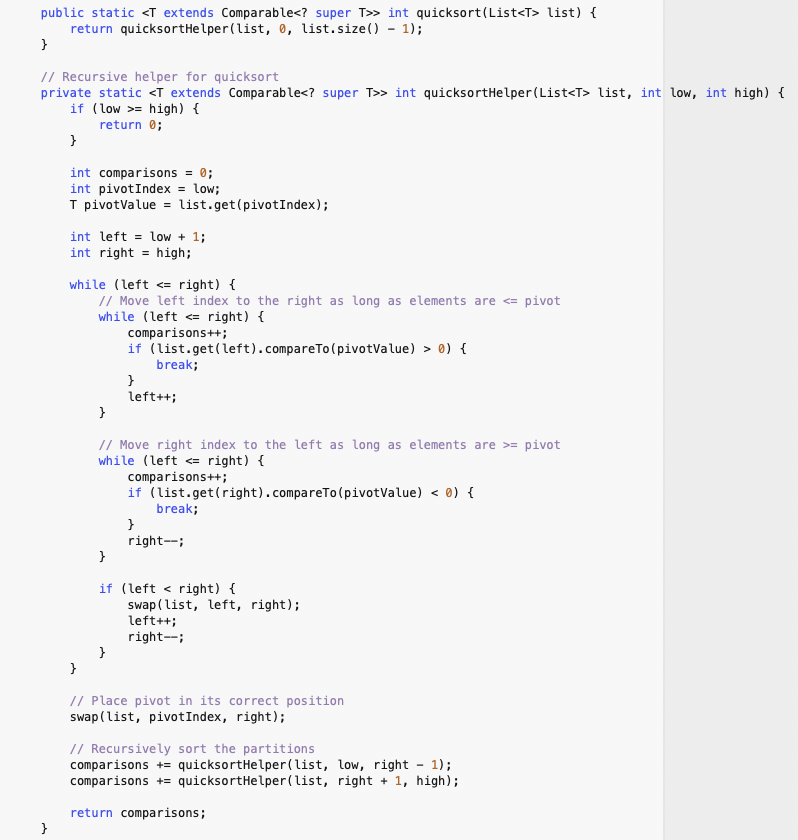 public static <T extends Comparable<? super T>> int quicksort(List<T> list) {
return quicksortHelper(list, 0, list.size() - 1);
}
// Recursive helper for quicksort
private static <T extends Comparable<? super T>> int quicksortHelper(List<T> list, int low, int high) {
if (low >= high) {
return 0;
}
int comparisons = 0;
int pivotIndex = low;
T pivotValue = list.get(pivotIndex);
int left = low + 1;
int right = high;
while (left <= right) {
// Move left index to the right as long as elements are <= pivot
while (left <= right) {
comparisons++;
if (list.get(left).compareTo(pivotValue) > 0) {
break;
}
left++;
}
// Move right index to the left as long as elements are >= pivot
while (left <= right) {
comparisons++;
if (list.get(right).compareTo(pivotValue) < 0) {
break;
}
right--;
}
if (left < right) {
swap(list, left, right);
left++;
right--;
}
}
// Place pivot in its correct position
swap(list, pivotIndex, right);
// Recursively sort the partitions
comparisons += quicksortHelper(list, low, right - 1);
comparisons += quicksortHelper(list, right + 1, high);
return comparisons;
}